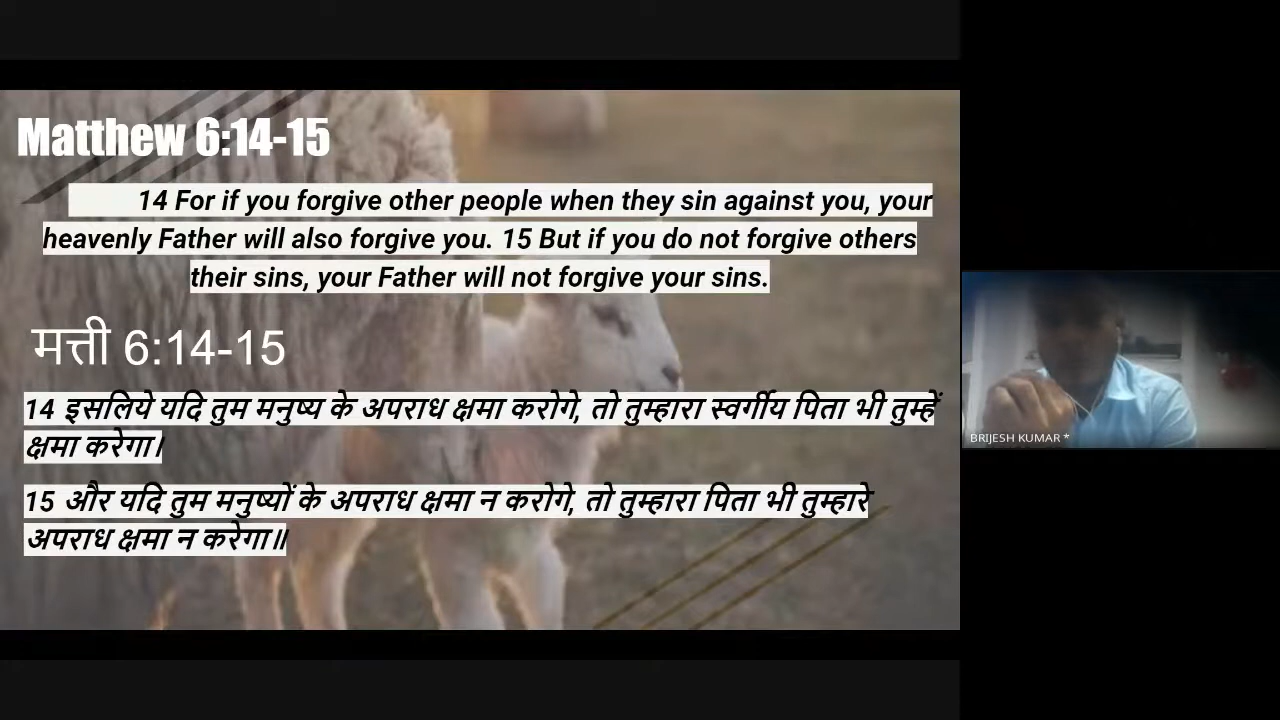 Matthew 6:14-15
14 For if you forgive other people when they sin against you, your
heavenly Father will also forgive you. 15 But if you do not forgive others
their sins, your Father will not forgive your sins.
मत्ती 6:14-15
14 इसलिये यदि तुम मनुष्य के अपराध क्षमा करोगे, तो तुम्हारा स्वर्गीय पिता भी तुम्हें
क्षमा करेगा।
15 और यदि तुम मनुष्यों के अपराध क्षमा न करोगे, तो तुम्हारा पिता भी तुम्हारे
अपराध क्षमा न करेगा॥
BRIJESH KUMAR *